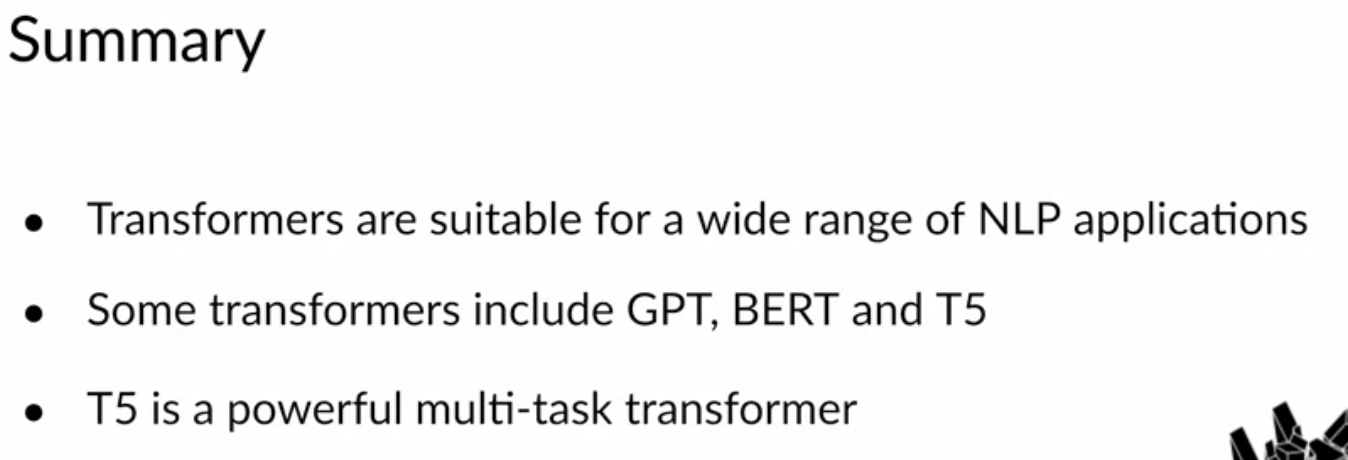 Summary
● Transformers are suitable for a wide range of NLP applications
● Some transformers include GPT, BERT and T5
● T5 is a powerful multi-task transformer